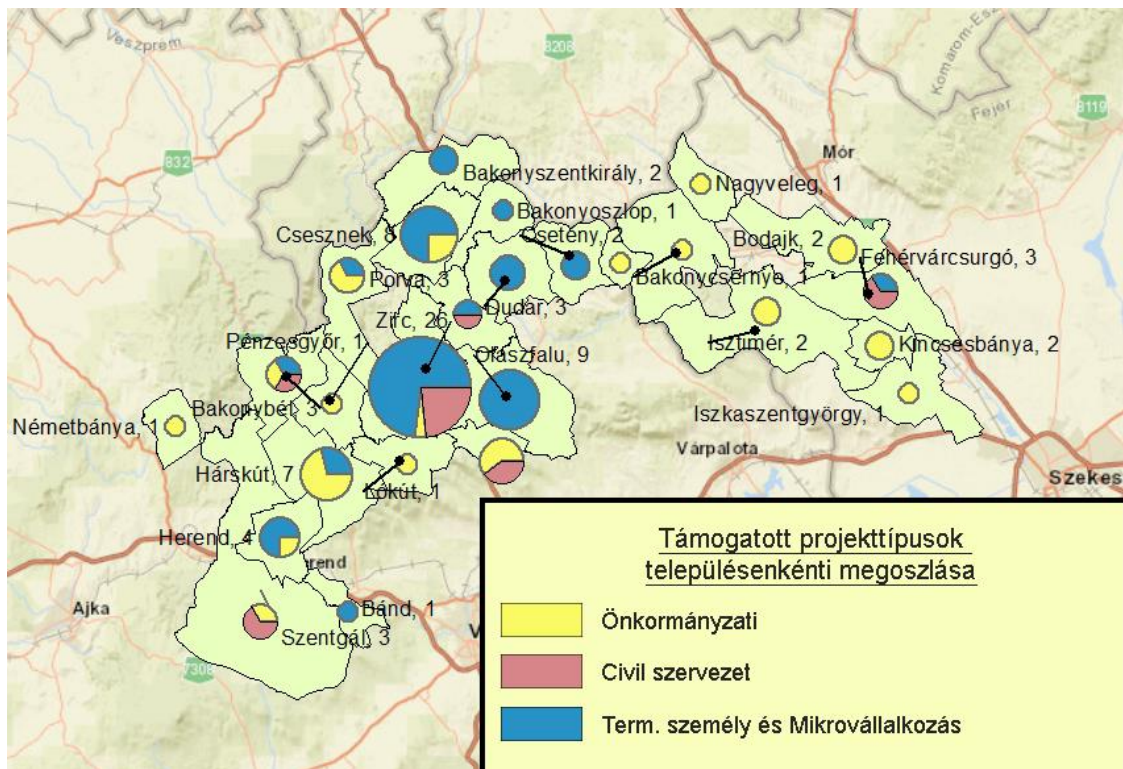 Veszprém
8208
Komarom-Esz
Fejér
8119
832
Mór
Bakonyszentkirály, 2
Nagyveleg, 1
Bakonyoszlop, 1
Csesznek, 8
Csetény, 2
Bodajk, 2
Fehérvárcsurgó, 3
Porva, 3
Bakonycsernye, 1
Zirc, 26
Dudar, 3
Isztimér, 2
Kincsesbánya, 2
Pénzesgyőr, 1
Olaszfalu, 9
Bakonybél, 3
Iszkaszentgyörgy, 1
Németbánya, 1
Várpalota
Hárskút, 7
Lókút, 1
Szekes
Herend, 4
erend
Ajka
Bánd, 1
Szentgál, 3
V
7308
Támogatott projekttípusok
településenkénti megoszlása
Önkormányzati
Civil szervezet
Term. személy és Mikrovállalkozás